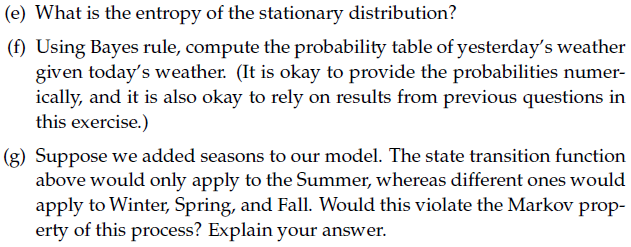 (e) What is the entropy of the stationary distribution?
(f) Using Bayes rule, compute the probability table of yesterday's weather
given today's weather. (It is okay to provide the probabilities numer-
ically, and it is also okay to rely on results from previous questions in
this exercise.)
(g) Suppose we added seasons to our model. The state transition function
above would only apply to the Summer, whereas different ones would
apply to Winter, Spring, and Fall. Would this violate the Markov prop-
erty of this process? Explain your answer.